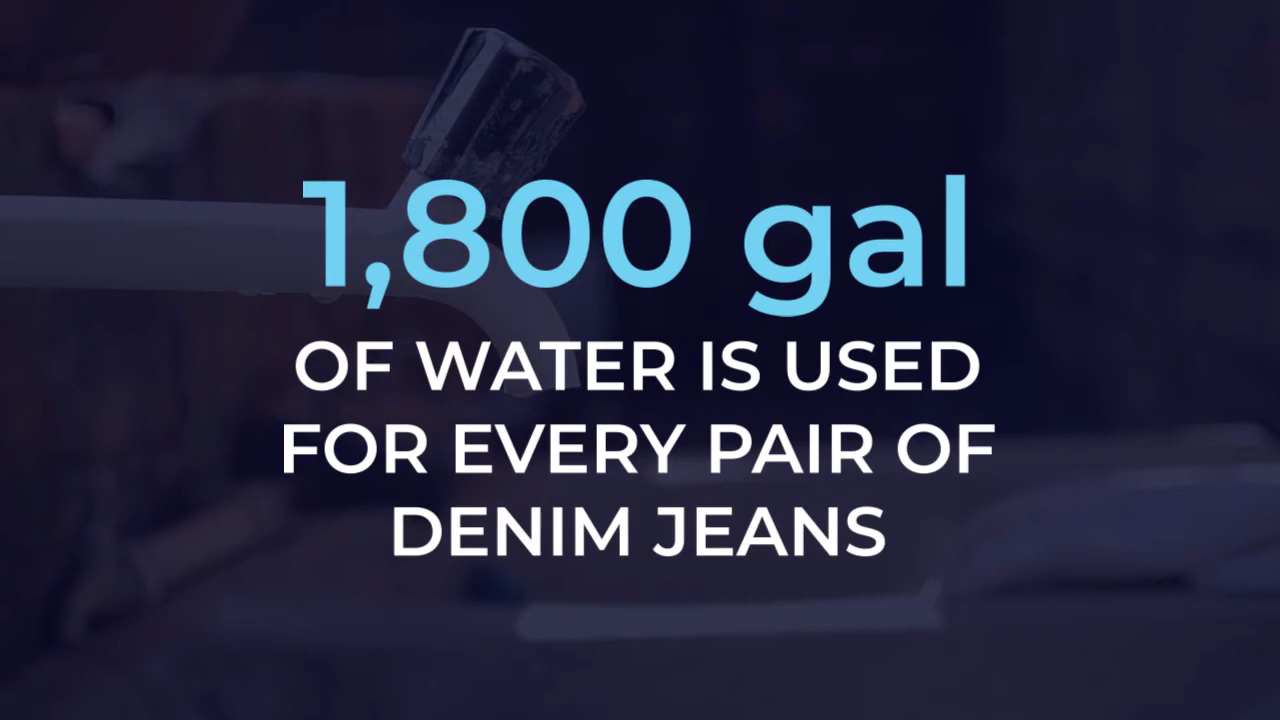 1,800 gal
OF WATER IS USED
FOR EVERY PAIR OF
DENIM JEANS